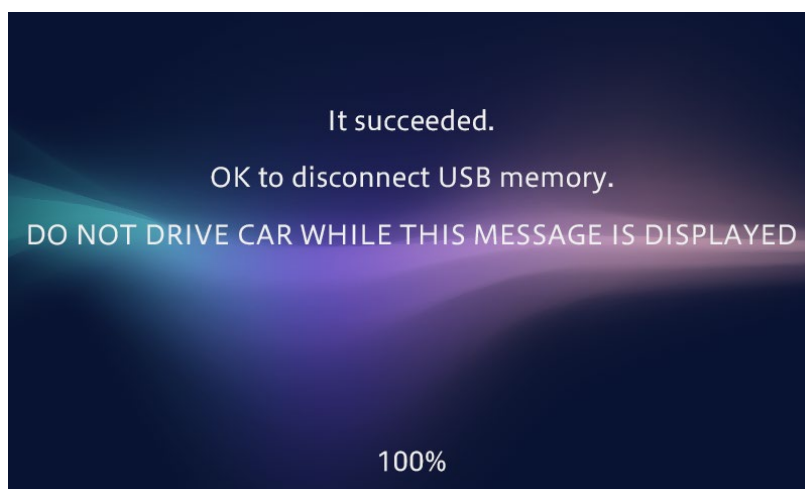 It succeeded.
OK to disconnect USB memory.
DO NOT DRIVE CAR WHILE THIS MESSAGE IS DISPLAYED
100%